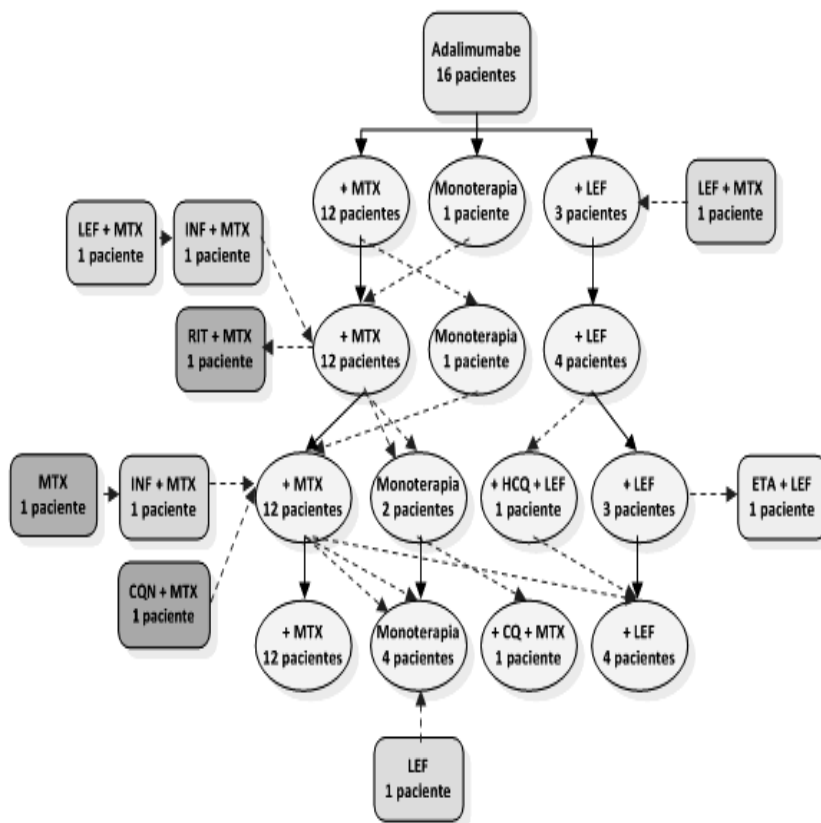 Adalimumabe
16 pacientes
+ MTX
12 pacientes
Monoterapia
1 paciente
+ LEF
3 pacientes
LEF + MTX
1 paciente
LEF + MTX
1 paciente
INF + MTX
1 paciente
RIT + MTX
1 paciente
+ MTX
12 pacientes
Monoterapia
1 paciente
+ LEF
4 pacientes
MTX
1 paciente
INF + MTX
1 paciente
+ MTX
12 pacientes
Monoterapia
2 pacientes
+ HCQ + LEF
1 paciente
+ LEF
3 pacientes
ETA + LEF
1 paciente
CQN + MTX
1 paciente
+ MTX
12 pacientes
Monoterapia
4 pacientes
+ CQ + MTX
1 paciente
+ LEF
4 pacientes
LEF
1 paciente